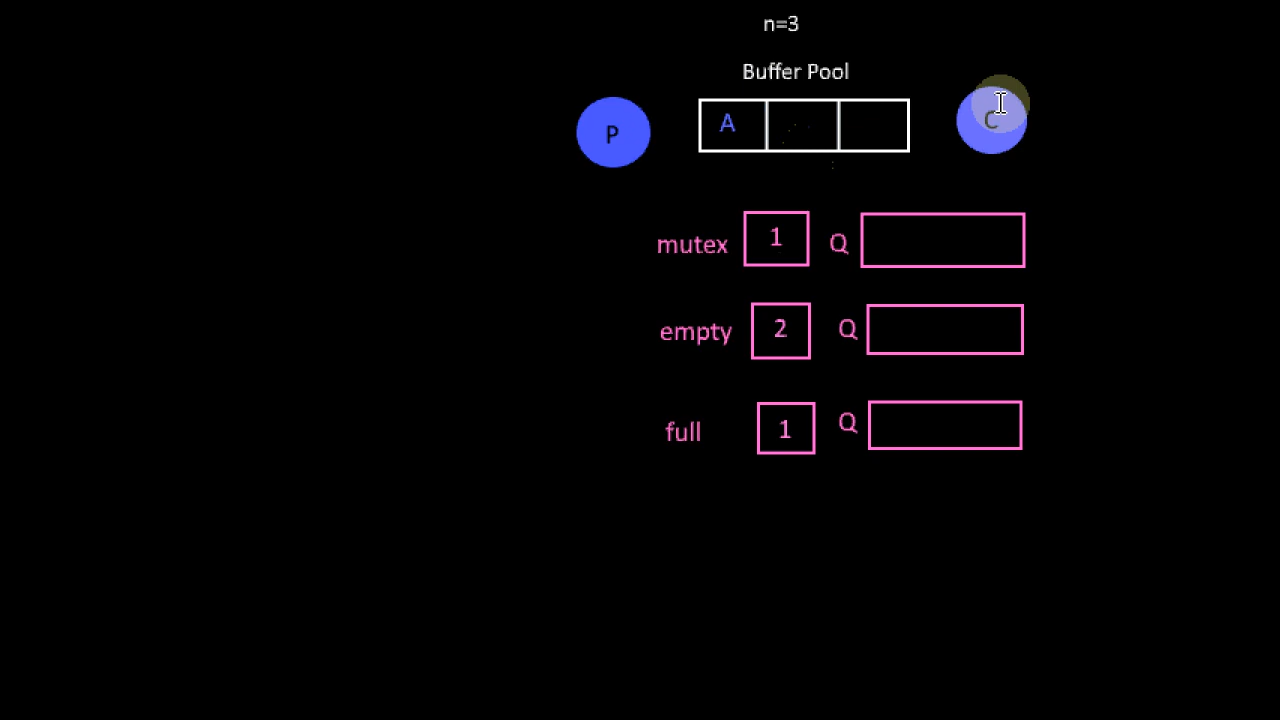 n=3
Buffer Pool
P A C
mutex 1 Q
empty 2 Q
full 1 Q